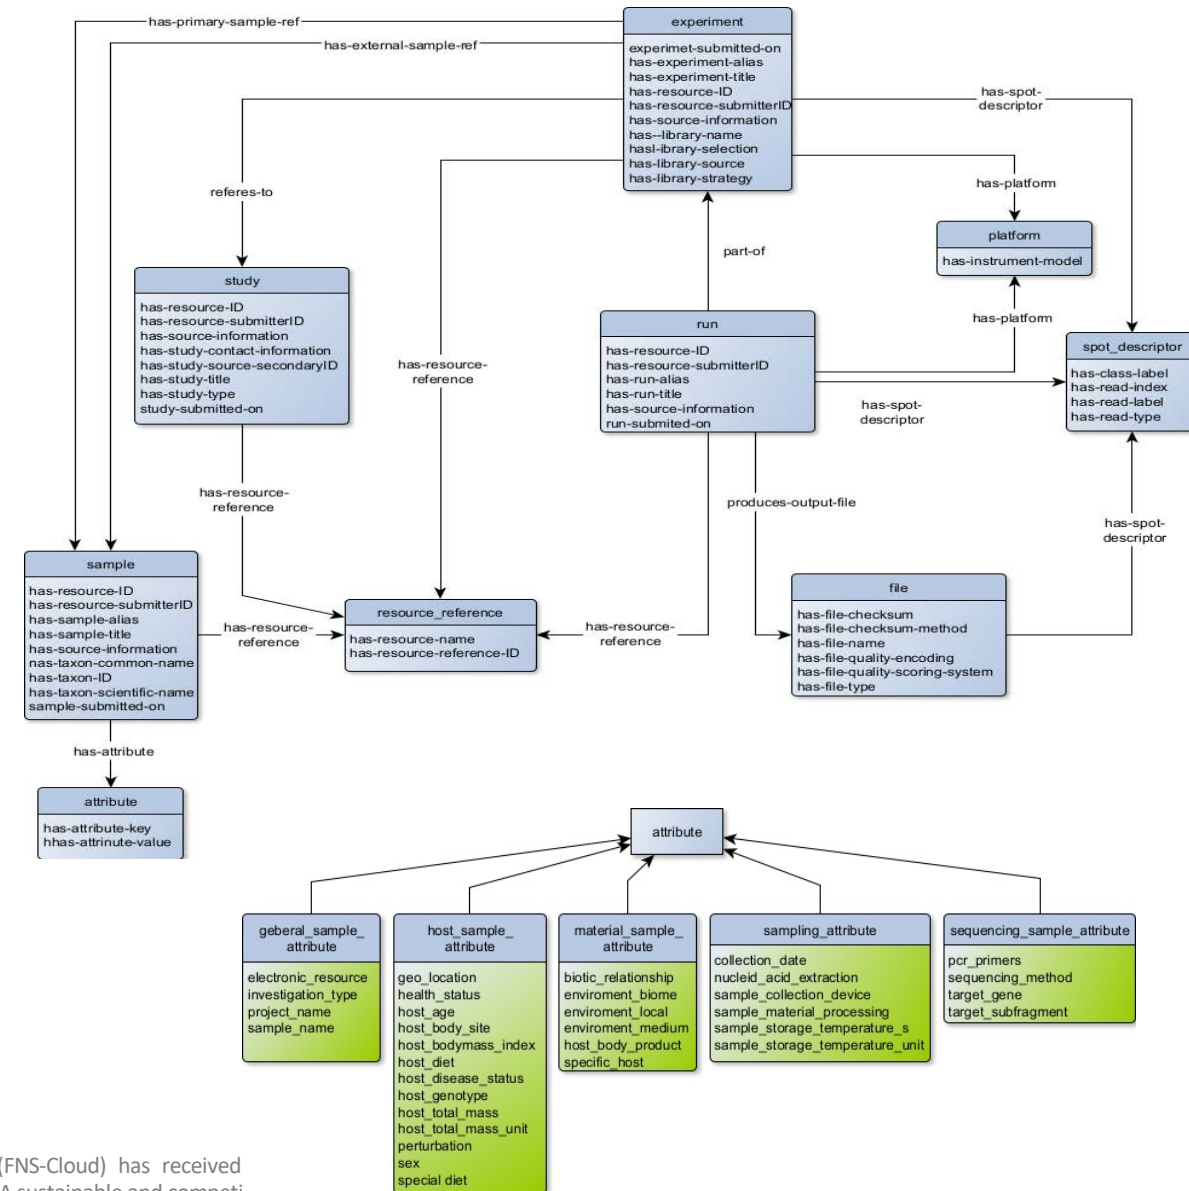 has-primary-sample-ref
has-external-sample-ref
experiment
experimet-submitted-on
has-experiment-alias
has-experiment-title
has-resource-ID
has-resource-submitterID
has-source-information
has--library-name
hasl-ibrary-selection
has-library-source
has-library-strategy
has-spot-
descriptor
referes-to
has-platform
platform
has-instrument-model
part-of
study
has-resource-ID
has-resource-submitterID
has-source-information
has-study-contact-information
has-study-source-secondaryID
has-study-title
has-study-type
study-submitted-on
has-resource-
reference
run
has-resource-ID
has-resource-submitterID
has-run-alias
has-run-title
has-source-information
run-submited-on
has-platform
spot_descriptor
has-class-label
has-read-index
has-read-label
has-read-type
has-spot-
descriptor
has-resource-
reference
produces-output-file
has-spot-
descriptor
sample
has-resource-ID
has-resource-submitterID
has-sample-alias
has-sample-title
has-source-information
nas-taxon-common-name
has-taxon-ID
has-taxon-scientific-name
sample-submitted-on
has-resource-
reference
resource_reference
has-resource-name
has-resource-reference-ID
has-resource-
reference
file
has-file-checksum
has-file-checksum-method
has-file-name
has-file-quality-encoding
has-file-quality-scoring-system
has-file-type
has-attribute
attribute
has-attribute-key
hhas-attrinute-value
attribute
geberal_sample_
attribute
electronic_resource
investigation_type
project_name
sample_name
host_sample_
attribute
geo_location
health_status
host_age
host_body_site
host_bodymass_index
host_diet
host_disease_status
host_genotype
host_total_mass
host_total_mass_unit
perturbation
sex
special diet
material_sample_
attribute
biotic_relationship
enviroment_biome
enviroment_local
enviroment_medium
host_body_product
specific_host
sampling_attribute
collection_date
nucleid_acid_extraction
sample_collection_device
sample_material_processing
sample_storage_temperature_s
sample_storage_temperature_unit
sequencing_sample_attribute
pcr_primers
sequencing_method
target_gene
target_subfragment
(FNS-Cloud) has received
A sustainable and competi